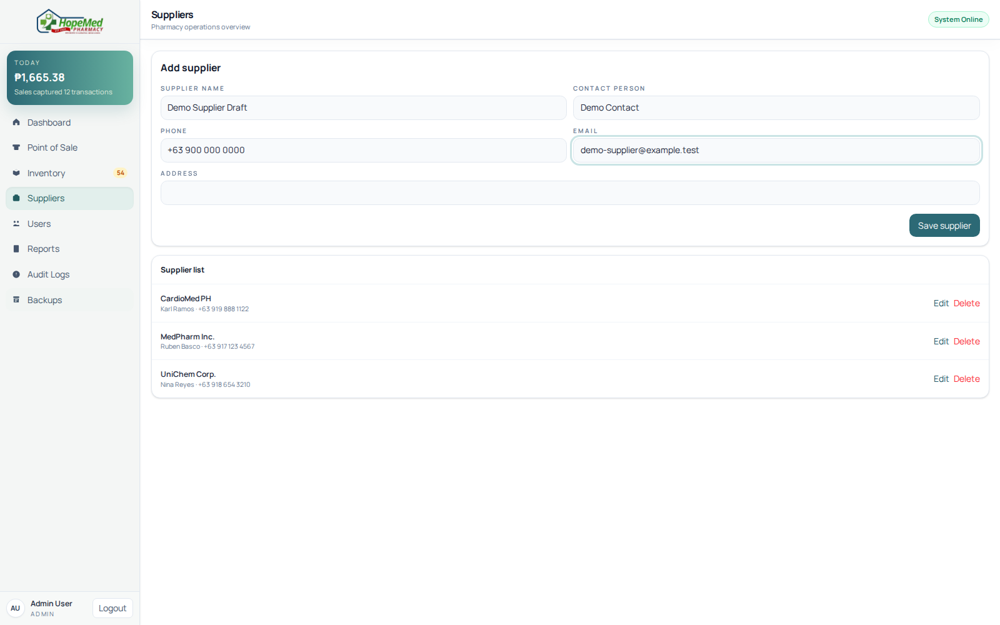 HopeMed
PHARMACY
TODAY
₱1,665.38
Sales captured 12 transactions
Dashboard
Point of Sale
Inventory
54
Suppliers
Users
Reports
Audit Logs
Backups
AU
Admin User
ADMIN
Logout
Suppliers
Pharmacy operations overview
System Online
Add supplier
SUPPLIER NAME
CONTACT PERSON
Demo Supplier Draft
Demo Contact
PHONE
EMAIL
+63 900 000 0000
demo-supplier@example.test
ADDRESS
Save supplier
Supplier list
CardioMed PH
Karl Ramos · +63 919 888 1122
Edit Delete
MedPharm Inc.
Ruben Basco · +63 917 123 4567
Edit Delete
UniChem Corp.
Nina Reyes · +63 918 654 3210
Edit Delete